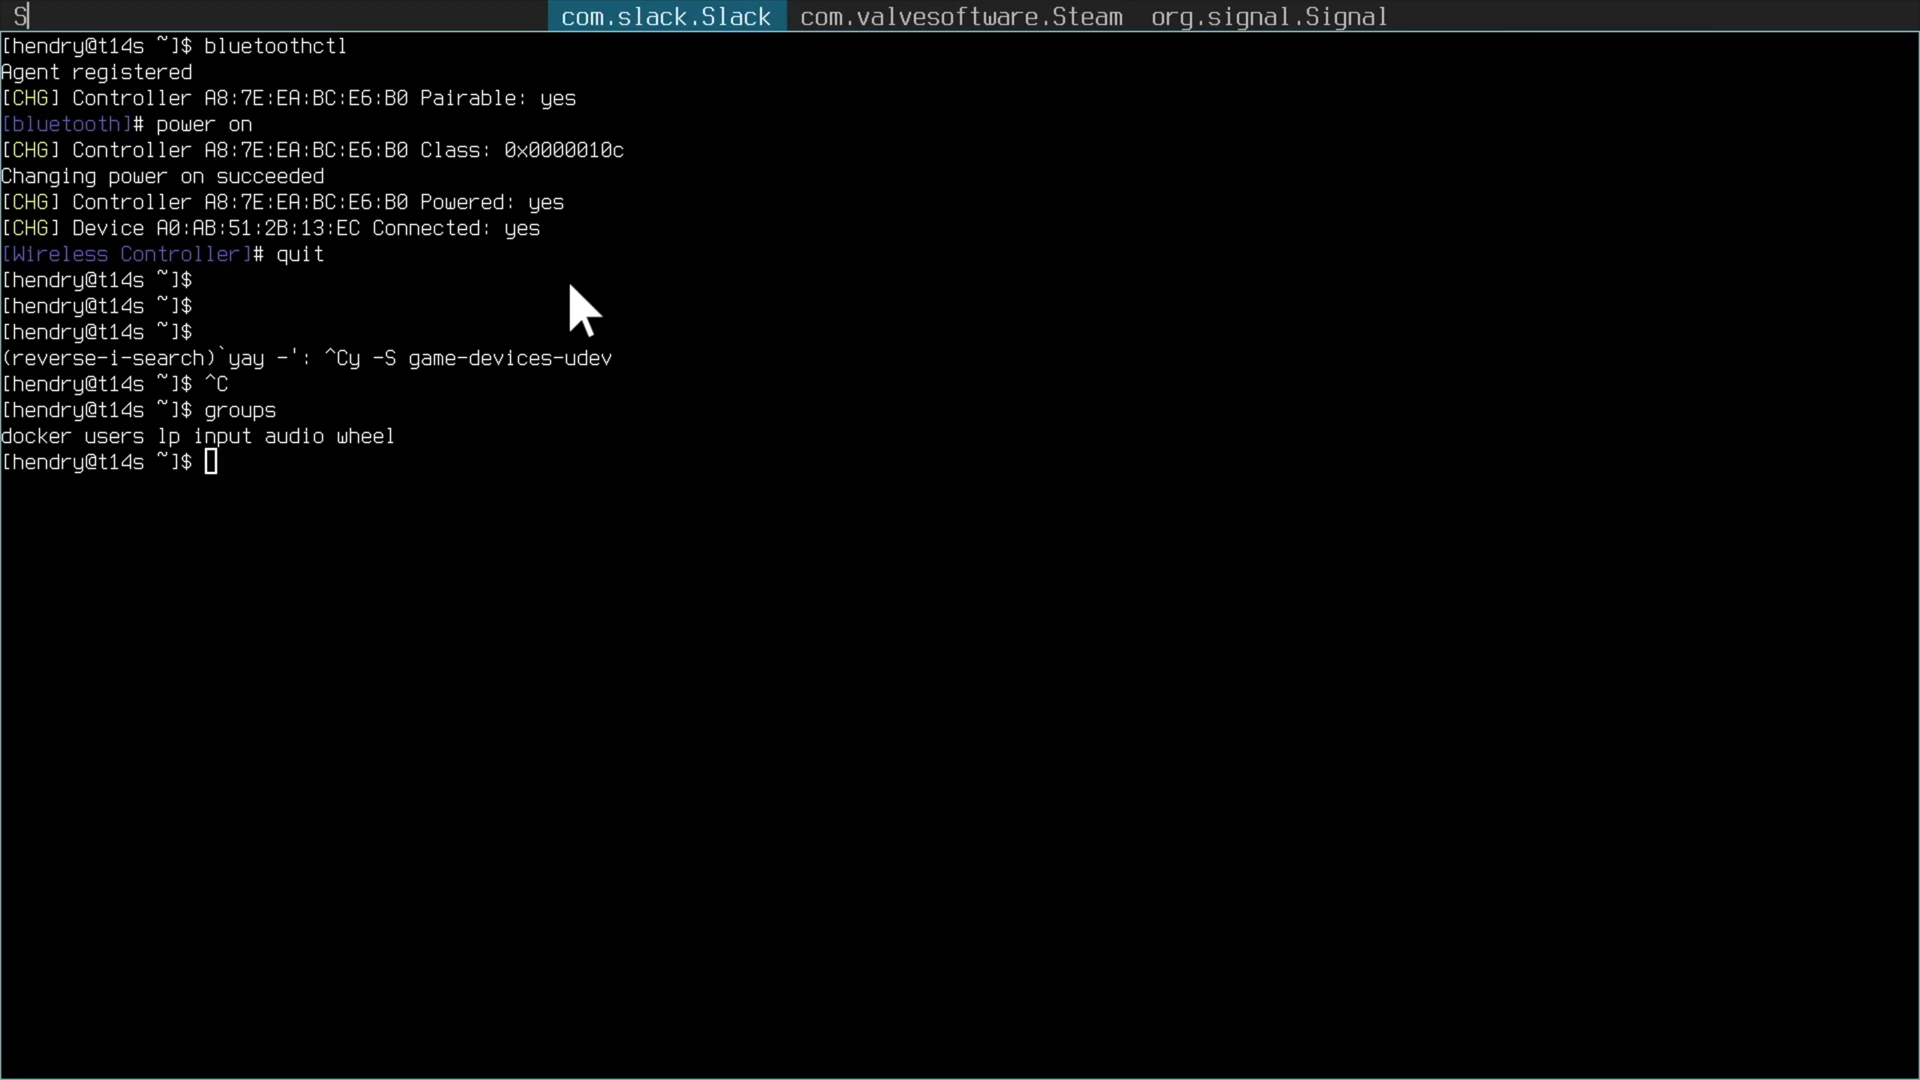 S com.slack.Slack com.valvesoftware.Steam org.signal.Signal
[hendry@t14s ~]$ bluetoothctl
Agent registered
[CHG] Controller A8:7E:EA:BC:E6:B0 Pairable: yes
[bluetooth]# power on
[CHG] Controller A8:7E:EA:BC:E6:B0 Class: 0x0000010c
Changing power on succeeded
[CHG] Controller A8:7E:EA:BC:E6:B0 Powered: yes
[CHG] Device A0:AB:51:2B:13:EC Connected: yes
[Wireless Controller]# quit
[hendry@t14s ~]$
[hendry@t14s ~]$
[hendry@t14s ~]$
(reverse-i-search)`yay -': ^Cy -S game-devices-udev
[hendry@t14s ~]$ ^C
[hendry@t14s ~]$ groups
docker users lp input audio wheel
[hendry@t14s ~]$